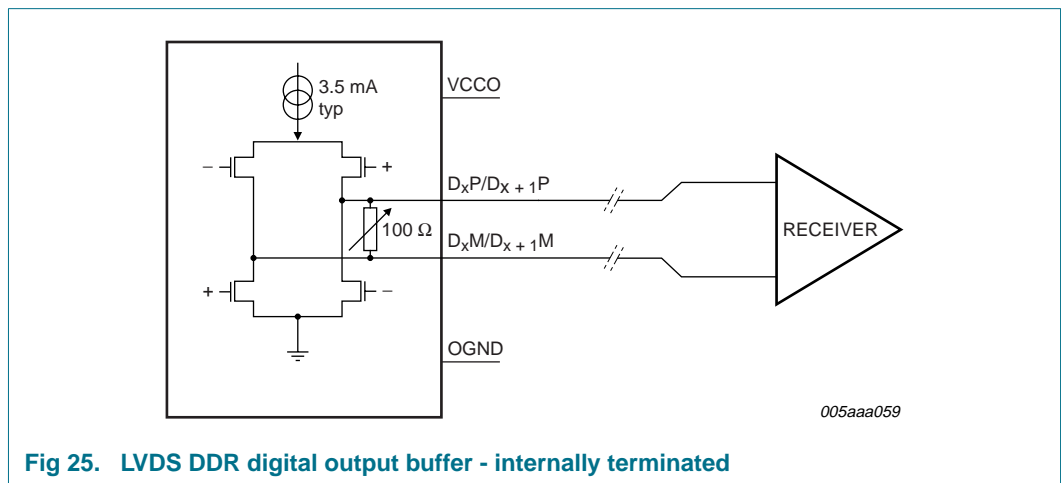 3.5 mA
typ
VCCO
–
+
DxP/Dx + 1P
100 Ω
DxM/Dx + 1M
RECEIVER
+
–
OGND
005aaa059
Fig 25. LVDS DDR digital output buffer - internally terminated